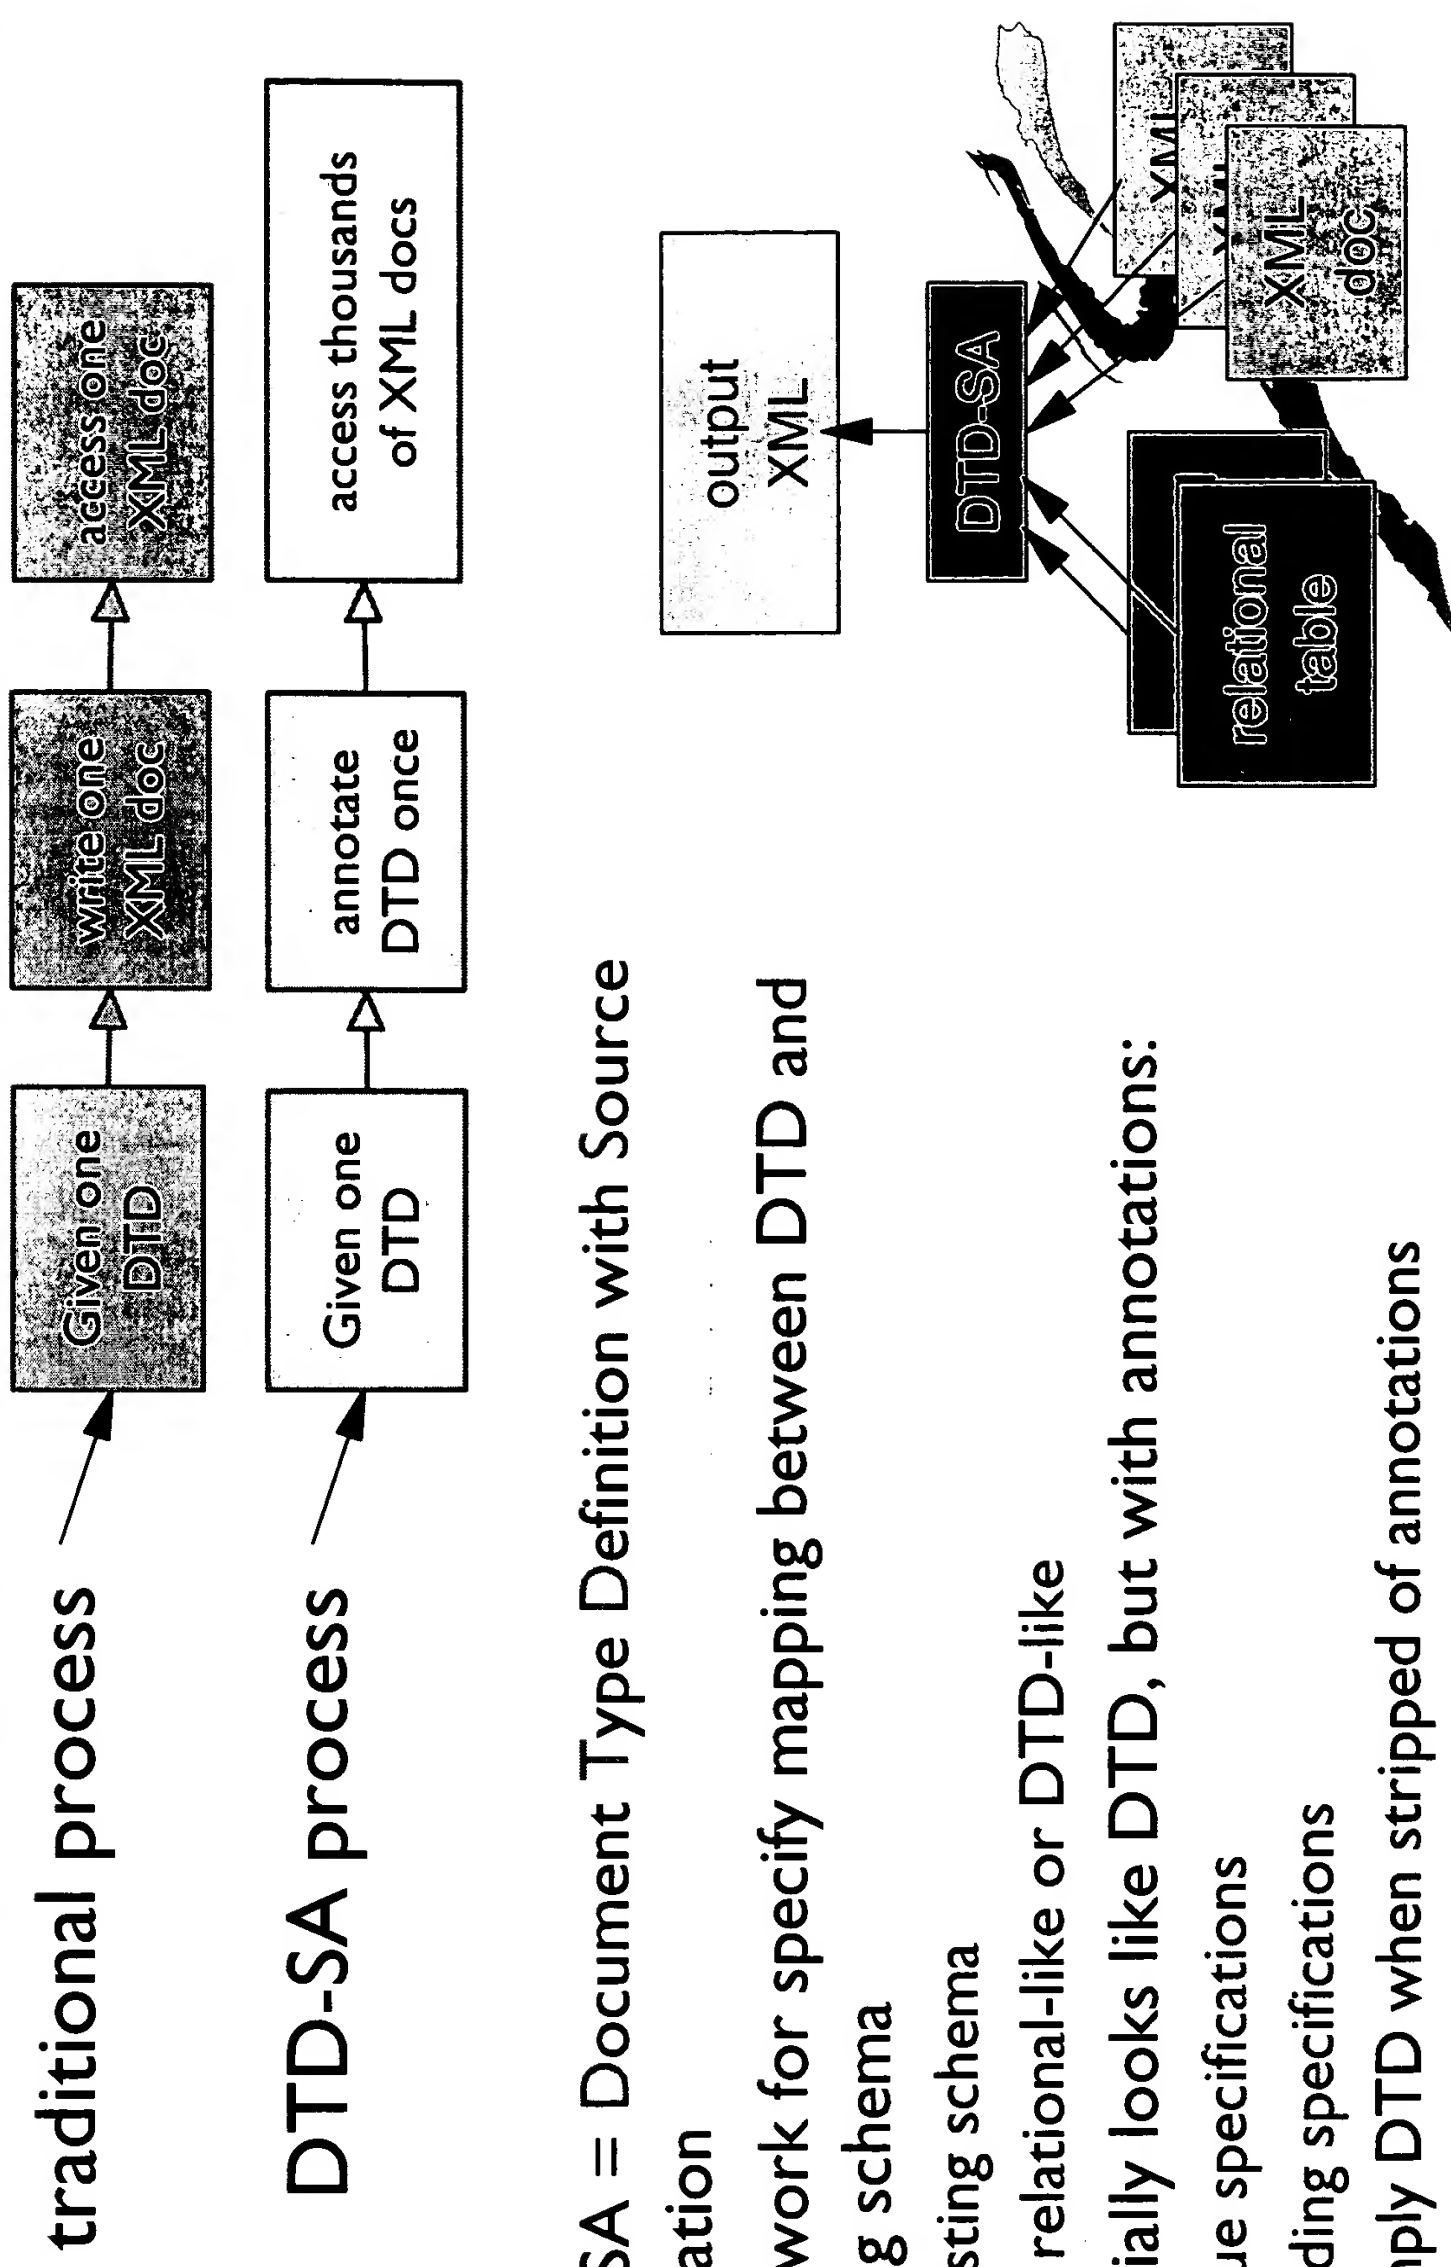 traditional process
Given one
DTD
write one
XML doc
access one
XML doc
DTD-SA process
Given one
DTD
annotate
DTD once
access thousands
of XML docs
SA = Document Type Definition with Source
ation
work for specify mapping between DTD and
g schema
sting schema
relational-like or DTD-like
ially looks like DTD, but with annotations:
ue specifications
ding specifications
mply DTD when stripped of annotations
output
XML
DTD-SA
relational
table
XML
XML
XML
doc